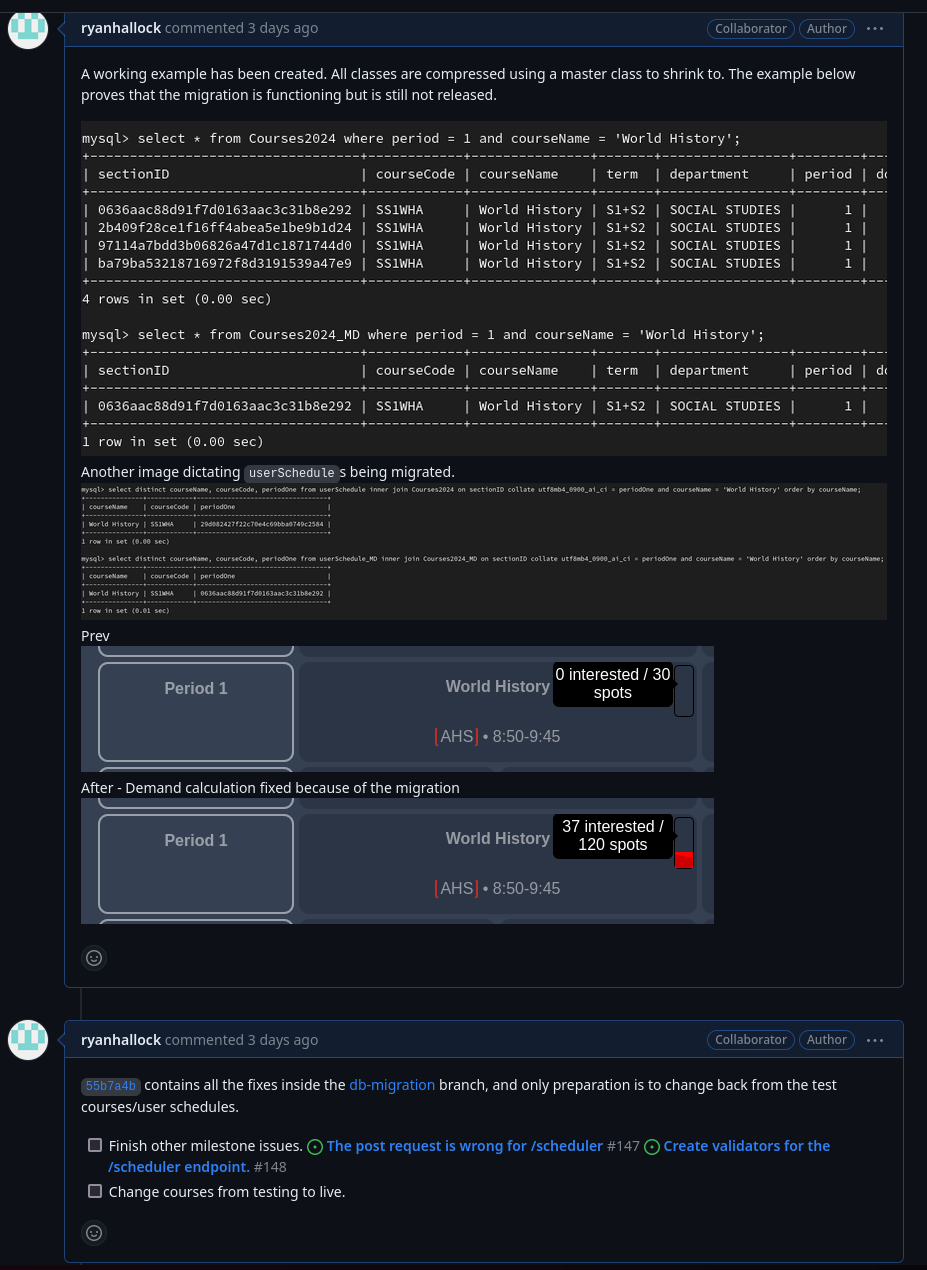 ryanhallock commented 3 days ago Collaborator Author ...
A working example has been created. All classes are compressed using a master class to shrink to. The example below
proves that the migration is functioning but is still not released.
mysql> select * from Courses2024 where period = 1 and courseName = 'World History';
+----------------------------------+------------+---------------+-------+----------------+--------+---
| sectionID | courseCode | courseName | term | department | period | do
+----------------------------------+------------+---------------+-------+----------------+--------+---
| 0636aac88d91f7d0163aac3c31b8e292 | SS1WHA | World History | S1+S2 | SOCIAL STUDIES | 1 |
| 2b409f28ce1f16ff4abea5e1be9b1d24 | SS1WHA | World History | S1+S2 | SOCIAL STUDIES | 1 |
| 97114a7bdd3b06826a47d1c1871744d0 | SS1WHA | World History | S1+S2 | SOCIAL STUDIES | 1 |
| ba79ba53218716972f8d3191539a47e9 | SS1WHA | World History | S1+S2 | SOCIAL STUDIES | 1 |
+----------------------------------+------------+---------------+-------+----------------+--------+---
4 rows in set (0.00 sec)
mysql> select * from Courses2024_MD where period = 1 and courseName = 'World History';
+----------------------------------+------------+---------------+-------+----------------+--------+---
| sectionID | courseCode | courseName | term | department | period | do
+----------------------------------+------------+---------------+-------+----------------+--------+---
| 0636aac88d91f7d0163aac3c31b8e292 | SS1WHA | World History | S1+S2 | SOCIAL STUDIES | 1 |
+----------------------------------+------------+---------------+-------+----------------+--------+---
1 row in set (0.00 sec)
Another image dictating userSchedule s being migrated.
mysql> select distinct courseName, courseCode, periodOne from userSchedule inner join Courses2024 on sectionID collate utf8mb4_0900_ai_ci = periodOne and courseName = 'World History' order by courseName;
+---------------+------------+----------------------------------+
| courseName | courseCode | periodOne |
+---------------+------------+----------------------------------+
| World History | SS1WHA | 29d082427f22c70e4c69bba0749c2584 |
+---------------+------------+----------------------------------+
1 row in set (0.00 sec)
mysql> select distinct courseName, courseCode, periodOne from userSchedule_MD inner join Courses2024_MD on sectionID collate utf8mb4_0900_ai_ci = periodOne and courseName = 'World History' order by courseName;
+---------------+------------+----------------------------------+
| courseName | courseCode | periodOne |
+---------------+------------+----------------------------------+
| World History | SS1WHA | 0636aac88d91f7d0163aac3c31b8e292 |
+---------------+------------+----------------------------------+
1 row in set (0.01 sec)
Prev
Period 1
World History
0 interested / 30
spots
[AHS] • 8:50-9:45
After - Demand calculation fixed because of the migration
Period 1
World History
37 interested /
120 spots
[AHS] • 8:50-9:45
ryanhallock commented 3 days ago Collaborator Author ...
55b7a4b contains all the fixes inside the db-migration branch, and only preparation is to change back from the test
courses/user schedules.
Finish other milestone issues. The post request is wrong for /scheduler #147 Create validators for the
/scheduler endpoint. #148
Change courses from testing to live.